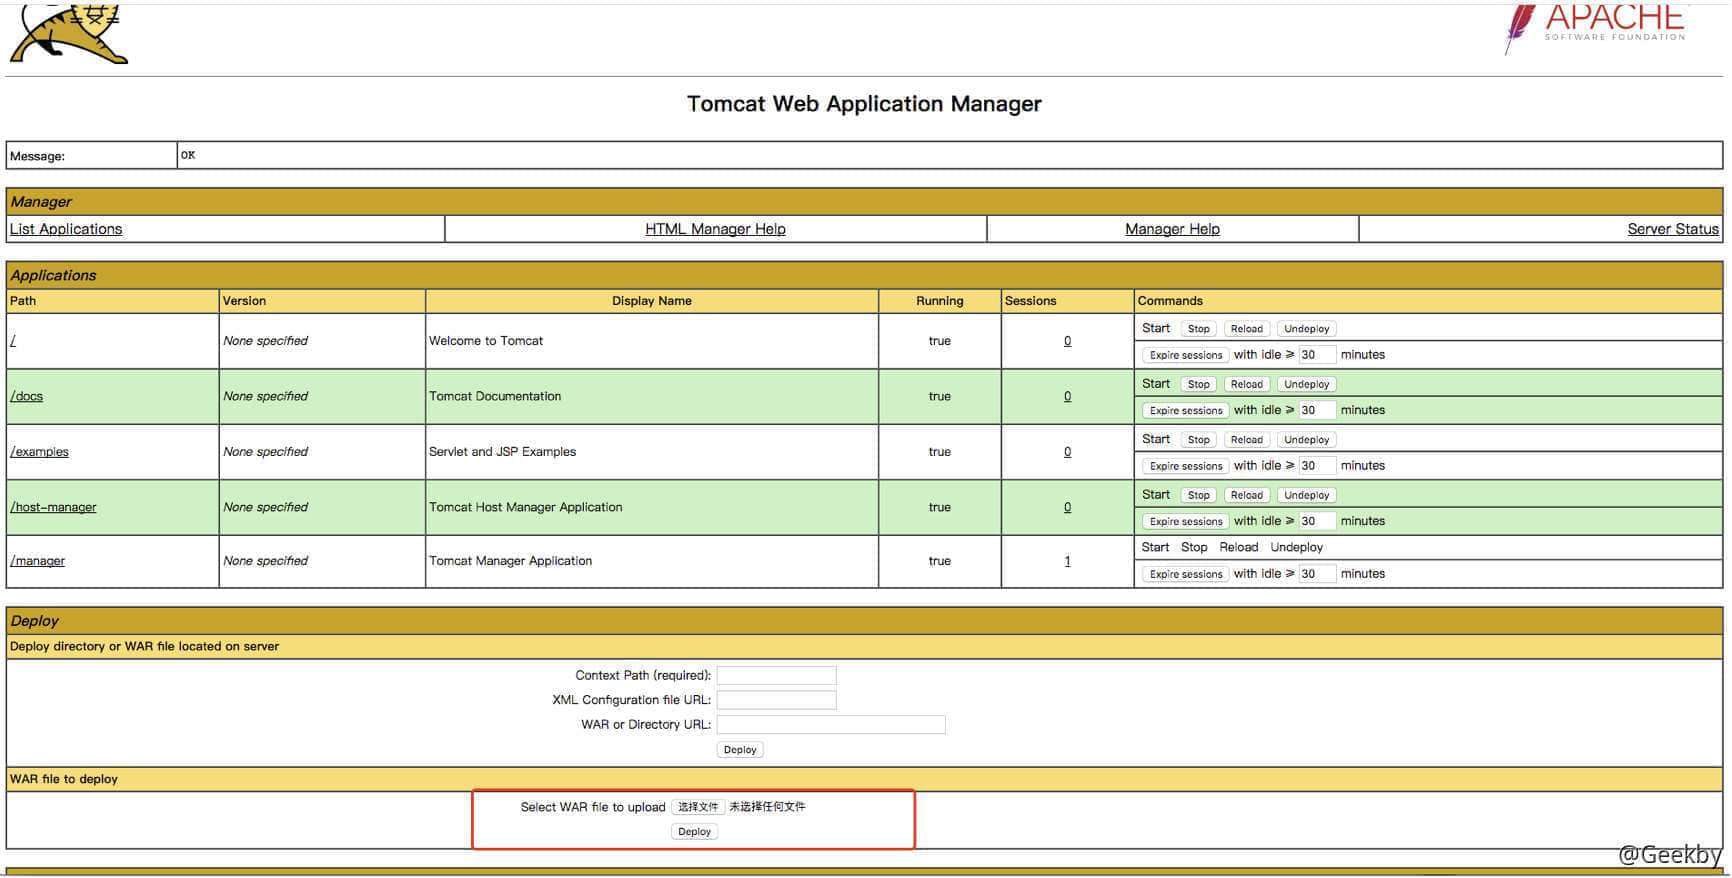 APACHE
SOFTWARE FOUNDATION
Tomcat Web Application Manager
Message: OK
Manager
List Applications HTML Manager Help Manager Help Server Status
Applications
Path Version Display Name Running Sessions Commands
/ None specified Welcome to Tomcat true 0 Start Stop Reload Undeploy
Expire sessions with idle ≥ 30 minutes
/docs None specified Tomcat Documentation true 0 Start Stop Reload Undeploy
Expire sessions with idle ≥ 30 minutes
/examples None specified Servlet and JSP Examples true 0 Start Stop Reload Undeploy
Expire sessions with idle ≥ 30 minutes
/host-manager None specified Tomcat Host Manager Application true 0 Start Stop Reload Undeploy
Expire sessions with idle ≥ 30 minutes
/manager None specified Tomcat Manager Application true 1 Start Stop Reload Undeploy
Expire sessions with idle ≥ 30 minutes
Deploy
Deploy directory or WAR file located on server
Context Path (required):
XML Configuration file URL:
WAR or Directory URL:
Deploy
WAR file to deploy
Select WAR file to upload 选择文件 未选择任何文件
Deploy
@Geekby